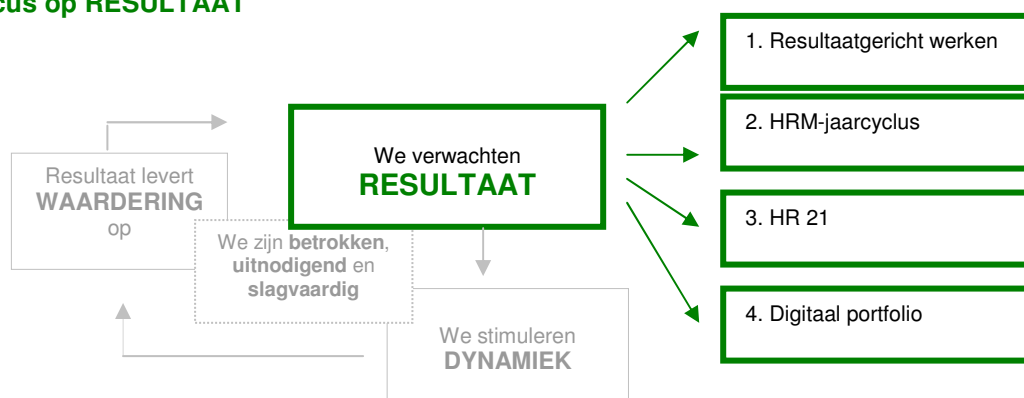 cus op RESULTAAT
1. Resultaatgericht werken
2. HRM-jaarcyclus
We verwachten
RESULTAAT
Resultaat levert
WAARDERING
op
We zijn betrokken,
uitnodigend en
slagvaardig
3. HR 21
4. Digitaal portfolio
We stimuleren
DYNAMIEK